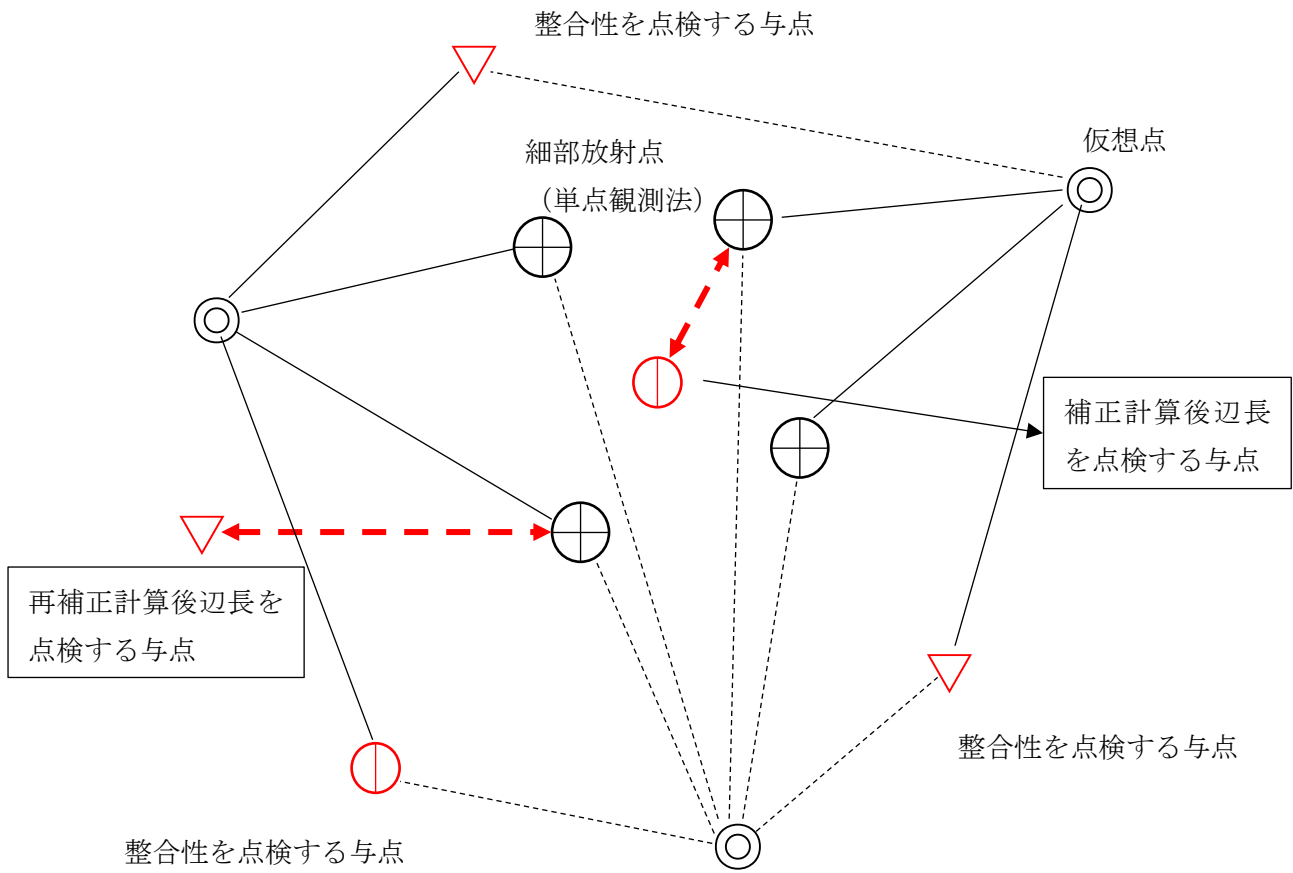 整合性を点検する与点
仮想点
細部放射点
（単点観測法）
補正計算後辺長
を点検する与点
再補正計算後辺長を
点検する与点
整合性を点検する与点
整合性を点検する与点